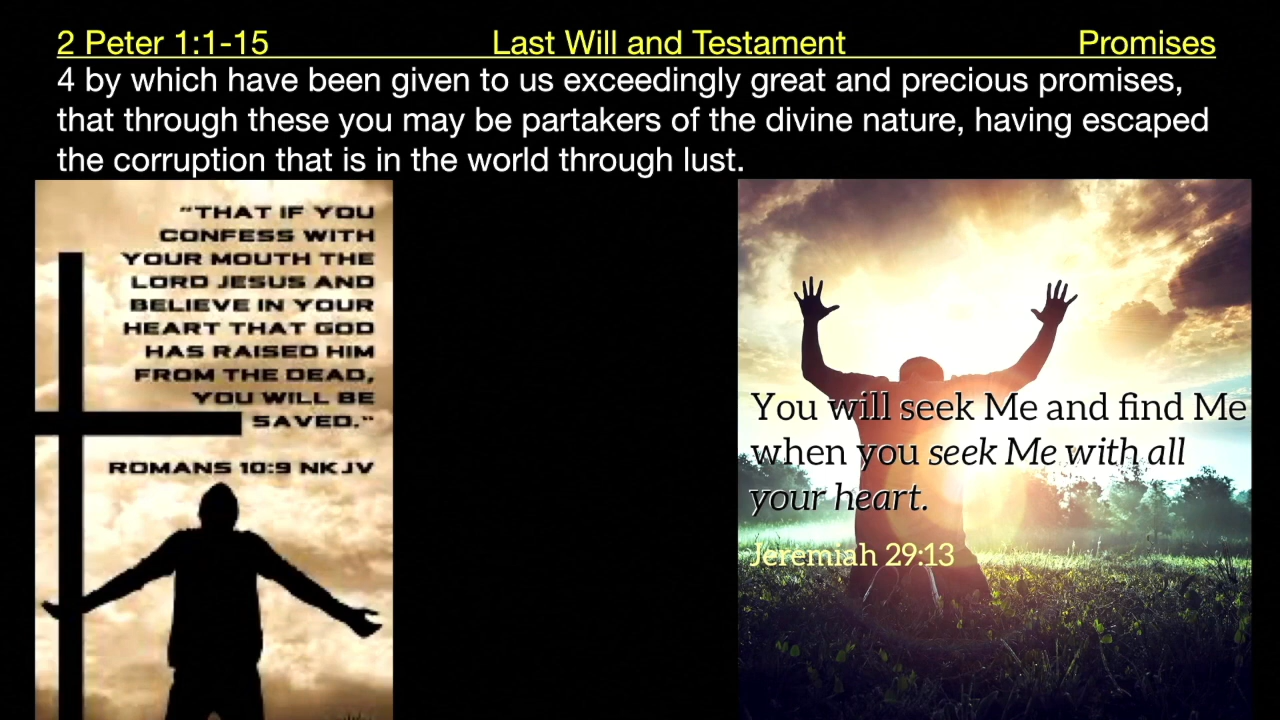 2 Peter 1:1-15 Last Will and Testament Promises
4 by which have been given to us exceedingly great and precious promises,
that through these you may be partakers of the divine nature, having escaped
the corruption that is in the world through lust.
"THAT IF YOU
CONFESS WITH
YOUR MOUTH THE
LORD JESUS AND
BELIEVE IN YOUR
HEART THAT GOD
HAS RAISED HIM
FROM THE DEAD,
YOU WILL BE
SAVED."
ROMANS 10:9 NKJV
You will seek Me and find Me
when you seek Me with all
your heart.
Jeremiah 29:13